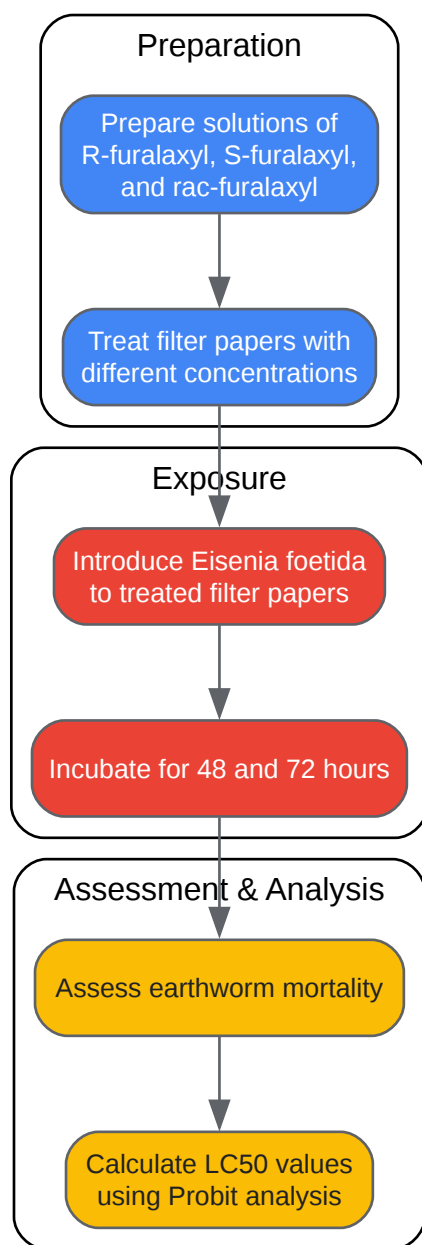 Preparation
Prepare solutions of
R-furalaxyl, S-furalaxyl,
and rac-furalaxyl
Treat filter papers with
different concentrations
Exposure
Introduce Eisenia foetida
to treated filter papers
Incubate for 48 and 72 hours
Assessment & Analysis
Assess earthworm mortality
Calculate LC50 values
using Probit analysis